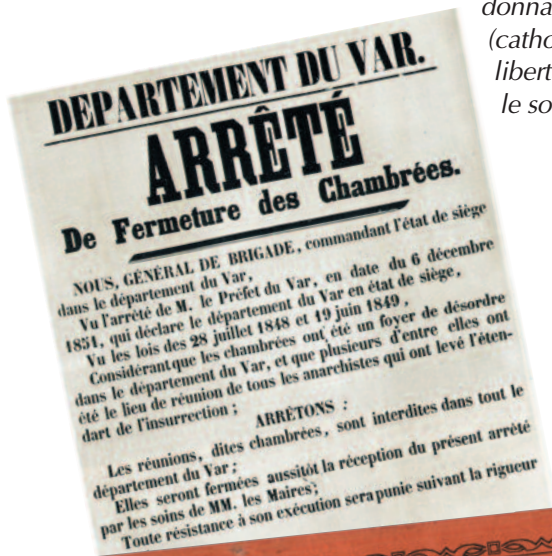 donna
(catho
libert
le so
DEPARTEMENT DU VAR.
ARRÊTÉ
De Fermeture des Chambrées.
NOUS, GÉNÉRAL DE BRIGADE, commandant l'état de siège
dans le département du Var,
Vu l'arrêté de M. le Préfet du Var, en date du 6 décembre
1851, qui déclare le département du Var en état de siège,
Vu les lois des 28 juillet 1848 et 19 juin 1849,
Considérant que les chambrées ont été un foyer de désordre
dans le département du Var, et que plusieurs d'entre elles ont
été le lieu de réunion de tous les anarchistes qui ont levé l'éten-
dart de l'insurrection ;
ARRÊTONS :
Les réunions, dites chambrées, sont interdites dans tout le
département du Var ;
Elles seront fermées aussitôt la réception du présent arrêté
par les soins de MM. les Maires;
Toute résistance à son exécution sera punie suivant la rigueur